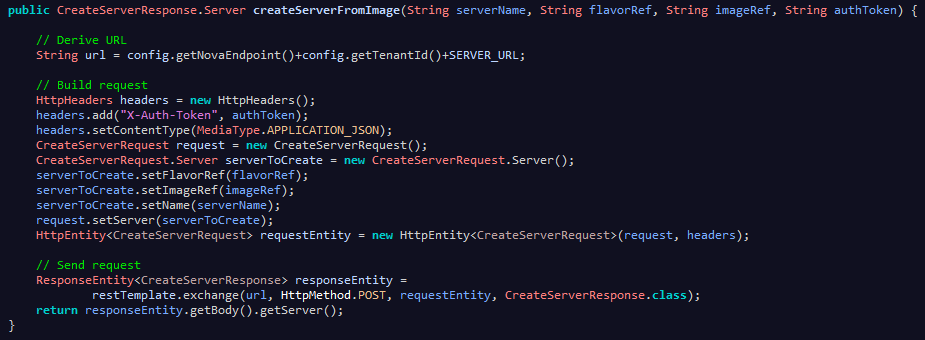 public CreateServerResponse.Server createServerFromImage(String serverName, String flavorRef, String imageRef, String authToken) {
// Derive URL
String url = config.getNovaEndpoint()+config.getTenantId()+SERVER_URL;
// Build request
HttpHeaders headers = new HttpHeaders();
headers.add("X-Auth-Token", authToken);
headers.setContentType(MediaType.APPLICATION_JSON);
CreateServerRequest request = new CreateServerRequest();
CreateServerRequest.Server serverToCreate = new CreateServerRequest.Server();
serverToCreate.setFlavorRef(flavorRef);
serverToCreate.setImageRef(imageRef);
serverToCreate.setName(serverName);
request.setServer(serverToCreate);
HttpEntity<CreateServerRequest> requestEntity = new HttpEntity<CreateServerRequest>(request, headers);
// Send request
ResponseEntity<CreateServerResponse> responseEntity =
restTemplate.exchange(url, HttpMethod.POST, requestEntity, CreateServerResponse.class);
return responseEntity.getBody().getServer();
}